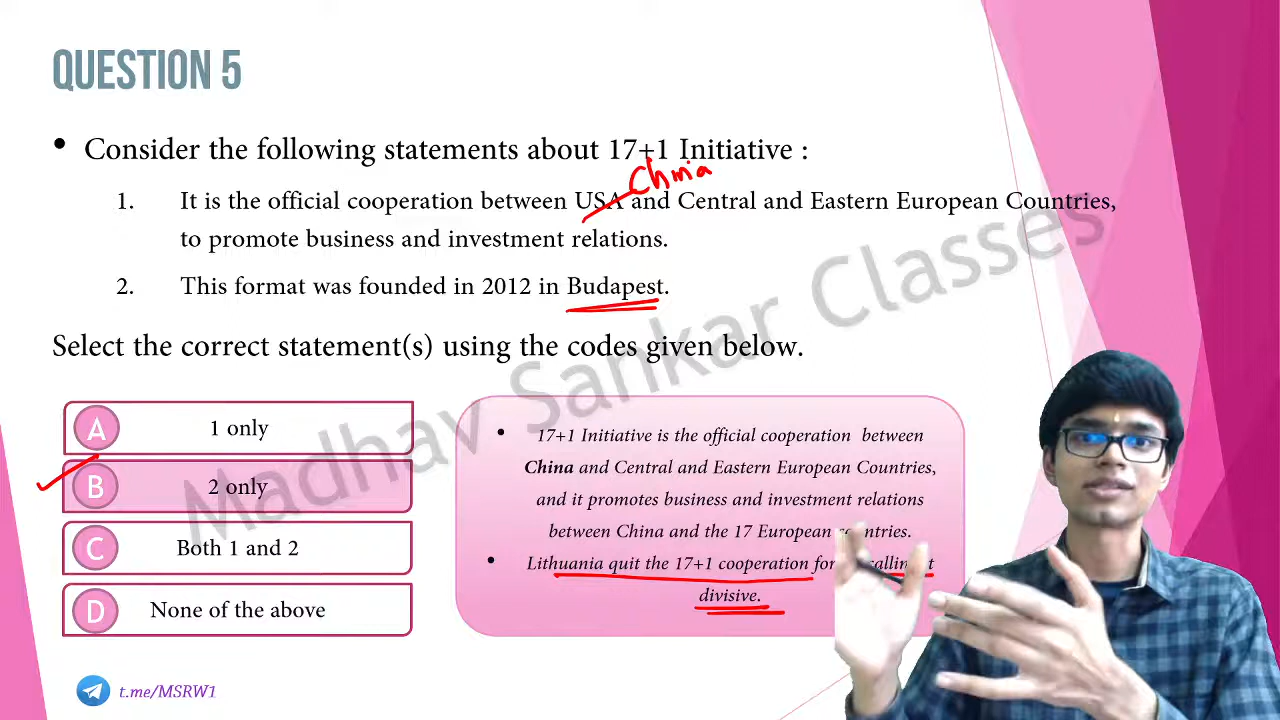 QUESTION 5
• Consider the following statements about 17+1 Initiative :
China
1. It is the official cooperation between USA and Central and Eastern European Countries,
to promote business and investment relations.
2. This format was founded in 2012 in Budapest.
Select the correct statement(s) using the codes given below.
A 1 only
B 2 only
C Both 1 and 2
D None of the above
• 17+1 Initiative is the official cooperation between
China and Central and Eastern European Countries,
and it promotes business and investment relations
between China and the 17 European countries.
• Lithuania quit the 17+1 cooperation
divisive.
Madhav Sankar Classes
t.me/MSRW1